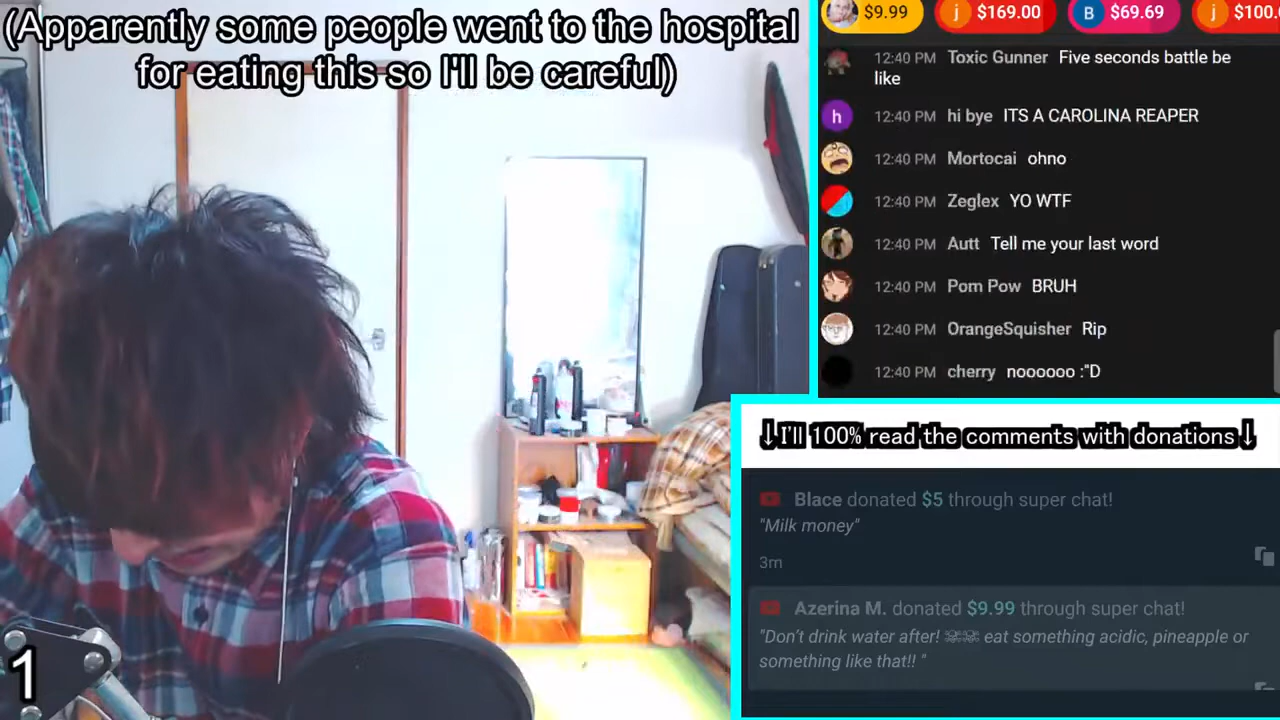 (Apparently some people went to the hospital
for eating this so I'll be careful)
1
$9.99
j $169.00
B $69.69
j $100.
12:40 PM Toxic Gunner Five seconds battle be
like
h 12:40 PM hi bye ITS A CAROLINA REAPER
12:40 PM Mortocai ohno
12:40 PM Zeglex YO WTF
12:40 PM Autt Tell me your last word
12:40 PM Pom Pow BRUH
12:40 PM OrangeSquisher Rip
12:40 PM cherry noooooo :"D
↓I'll 100% read the comments with donations↓
Blace donated $5 through super chat!
"Milk money"
3m
Azerina M. donated $9.99 through super chat!
"Don't drink water after! ☠☠ eat something acidic, pineapple or
something like that!! "